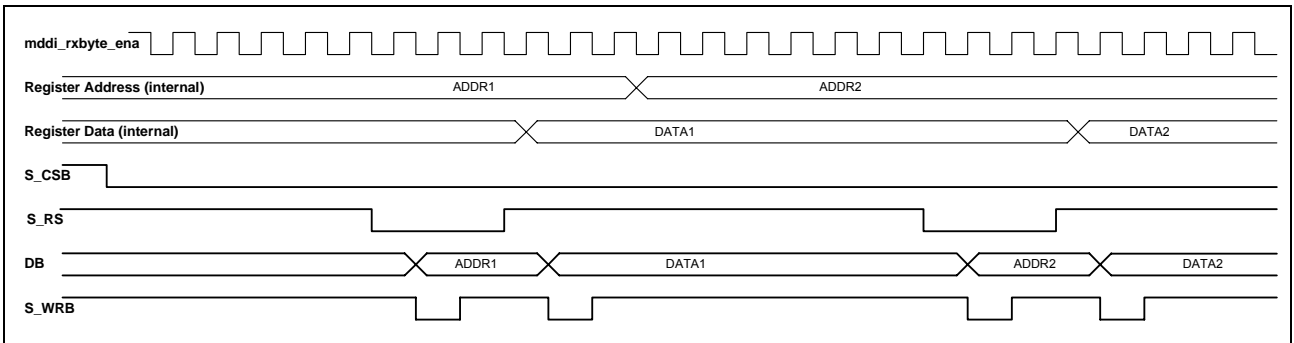 mddi_rxbyte_ena
Register Address (internal) ADDR1 ADDR2
Register Data (internal) DATA1 DATA2
S_CSB
S_RS
DB ADDR1 DATA1 ADDR2 DATA2
S_WRB